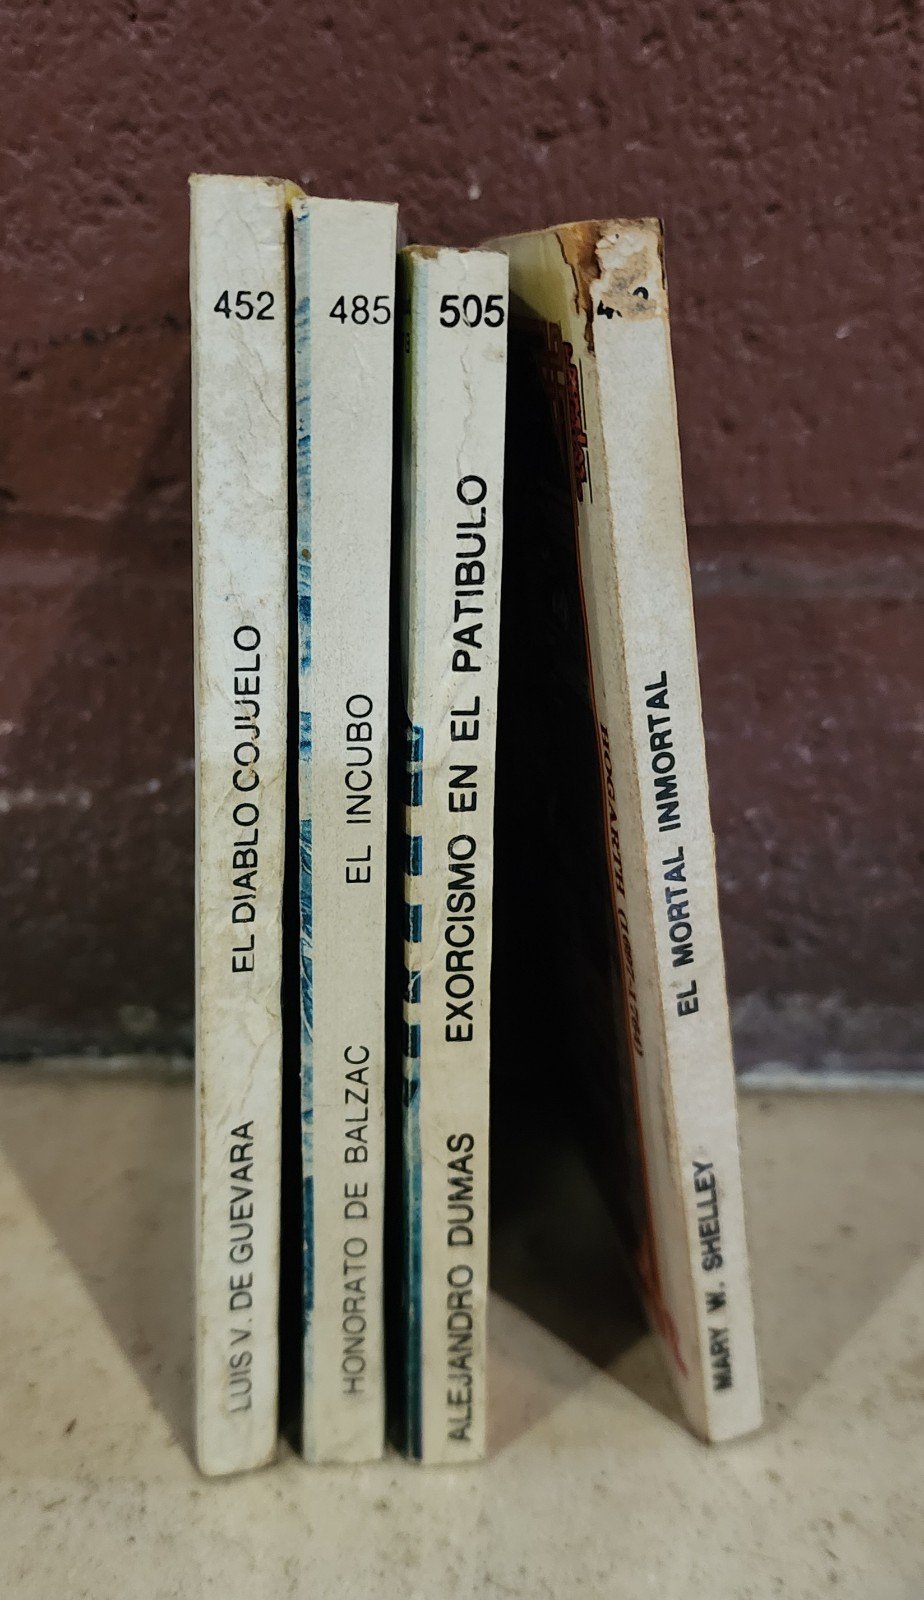 452
EL DIABLO COJUELO
LUIS V. DE GUEVARA
485
EL INCUBO
HONORATO DE BALZAC
505
EXORCISMO EN EL PATIBULO
ALEJANDRO DUMAS
EL MORTAL INMORTAL
MARY W. SHELLEY